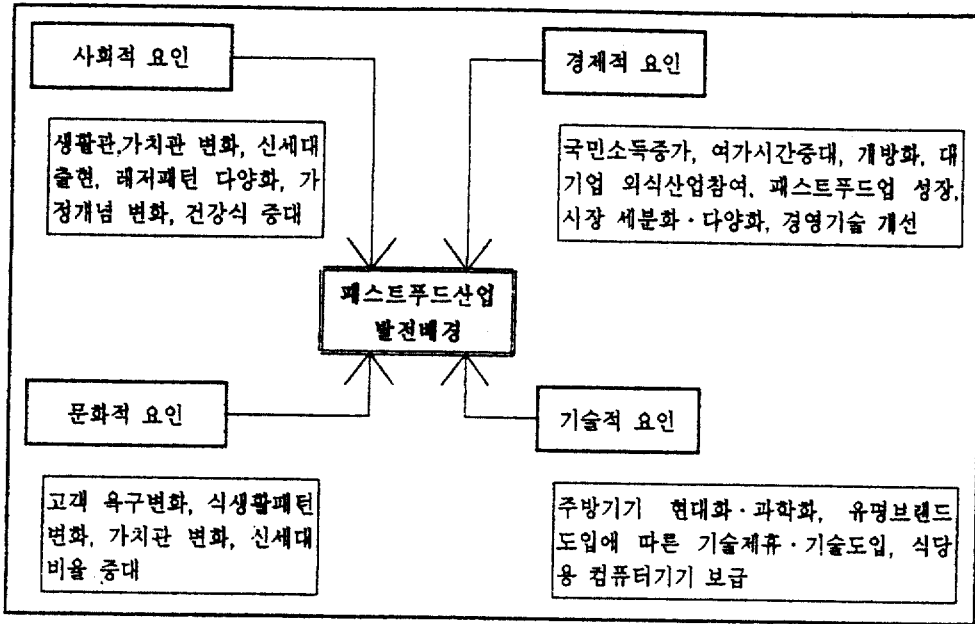 사회적 요인
경제적 요인
생활관,가치관 변화, 신세대
출현, 레저패턴 다양화, 가
정개념 변화, 건강식 증대
국민소득증가, 여가시간증대, 개방화, 대
기업 외식산업참여, 패스트푸드업 성장,
시장 세분화·다양화, 경영기술 개선
패스트푸드산업
발전배경
문화적 요인
기술적 요인
고객 욕구변화, 식생활패턴
변화, 가치관 변화, 신세대
비율 증대
주방기기 현대화·과학화, 유명브랜드
도입에 따른 기술제휴·기술도입, 식당
용 컴퓨터기기 보급